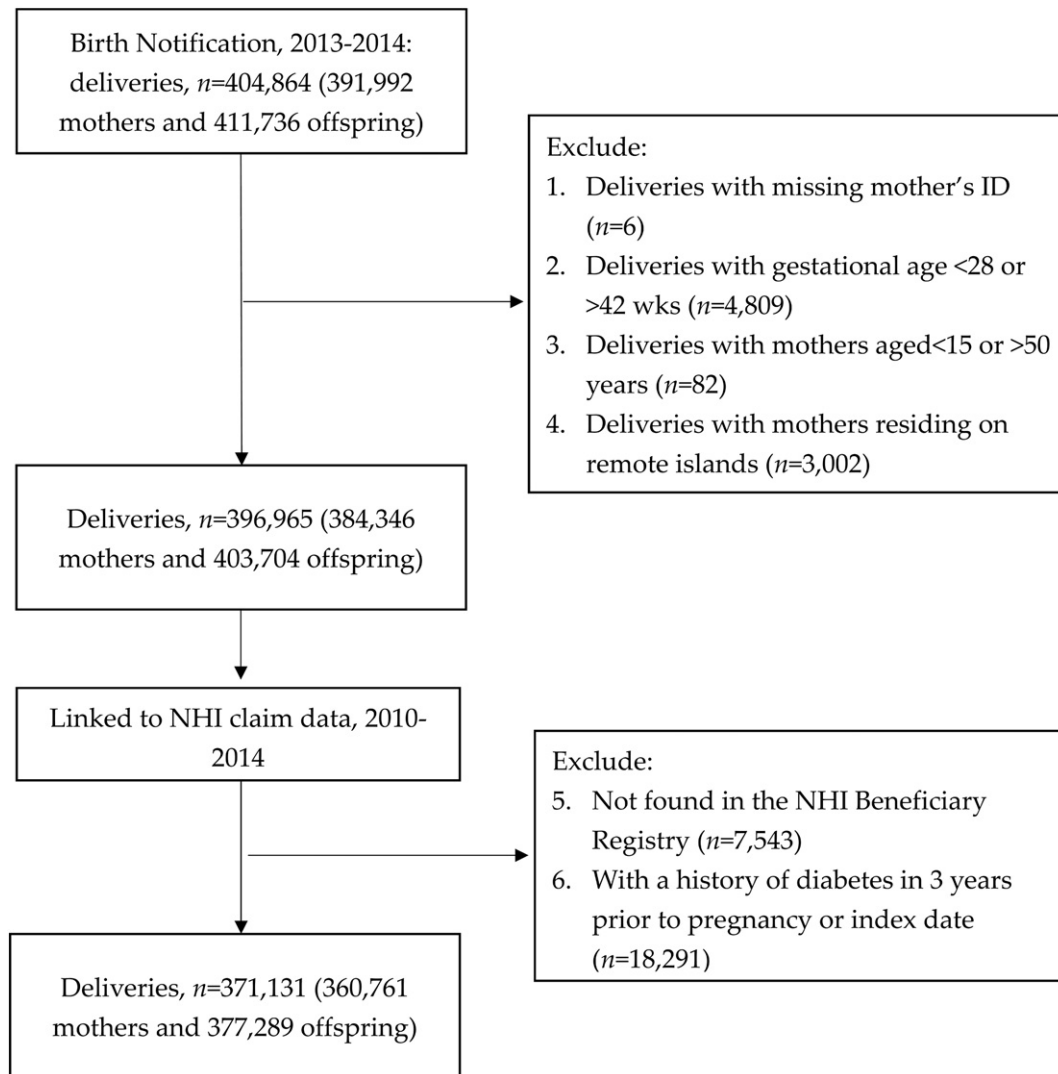 Birth Notification, 2013-2014:
deliveries, n=404,864 (391,992
mothers and 411,736 offspring)
Exclude:
1. Deliveries with missing mother’s ID
(n=6)
2. Deliveries with gestational age <28 or
>42 wks (n=4,809)
3. Deliveries with mothers aged<15 or >50
years (n=82)
4. Deliveries with mothers residing on
remote islands (n=3,002)
Deliveries, n=396,965 (384,346
mothers and 403,704 offspring)
Linked to NHI claim data, 2010-
2014
Exclude:
5. Not found in the NHI Beneficiary
Registry (n=7,543)
6. With a history of diabetes in 3 years
prior to pregnancy or index date
(n=18,291)
Deliveries, n=371,131 (360,761
mothers and 377,289 offspring)